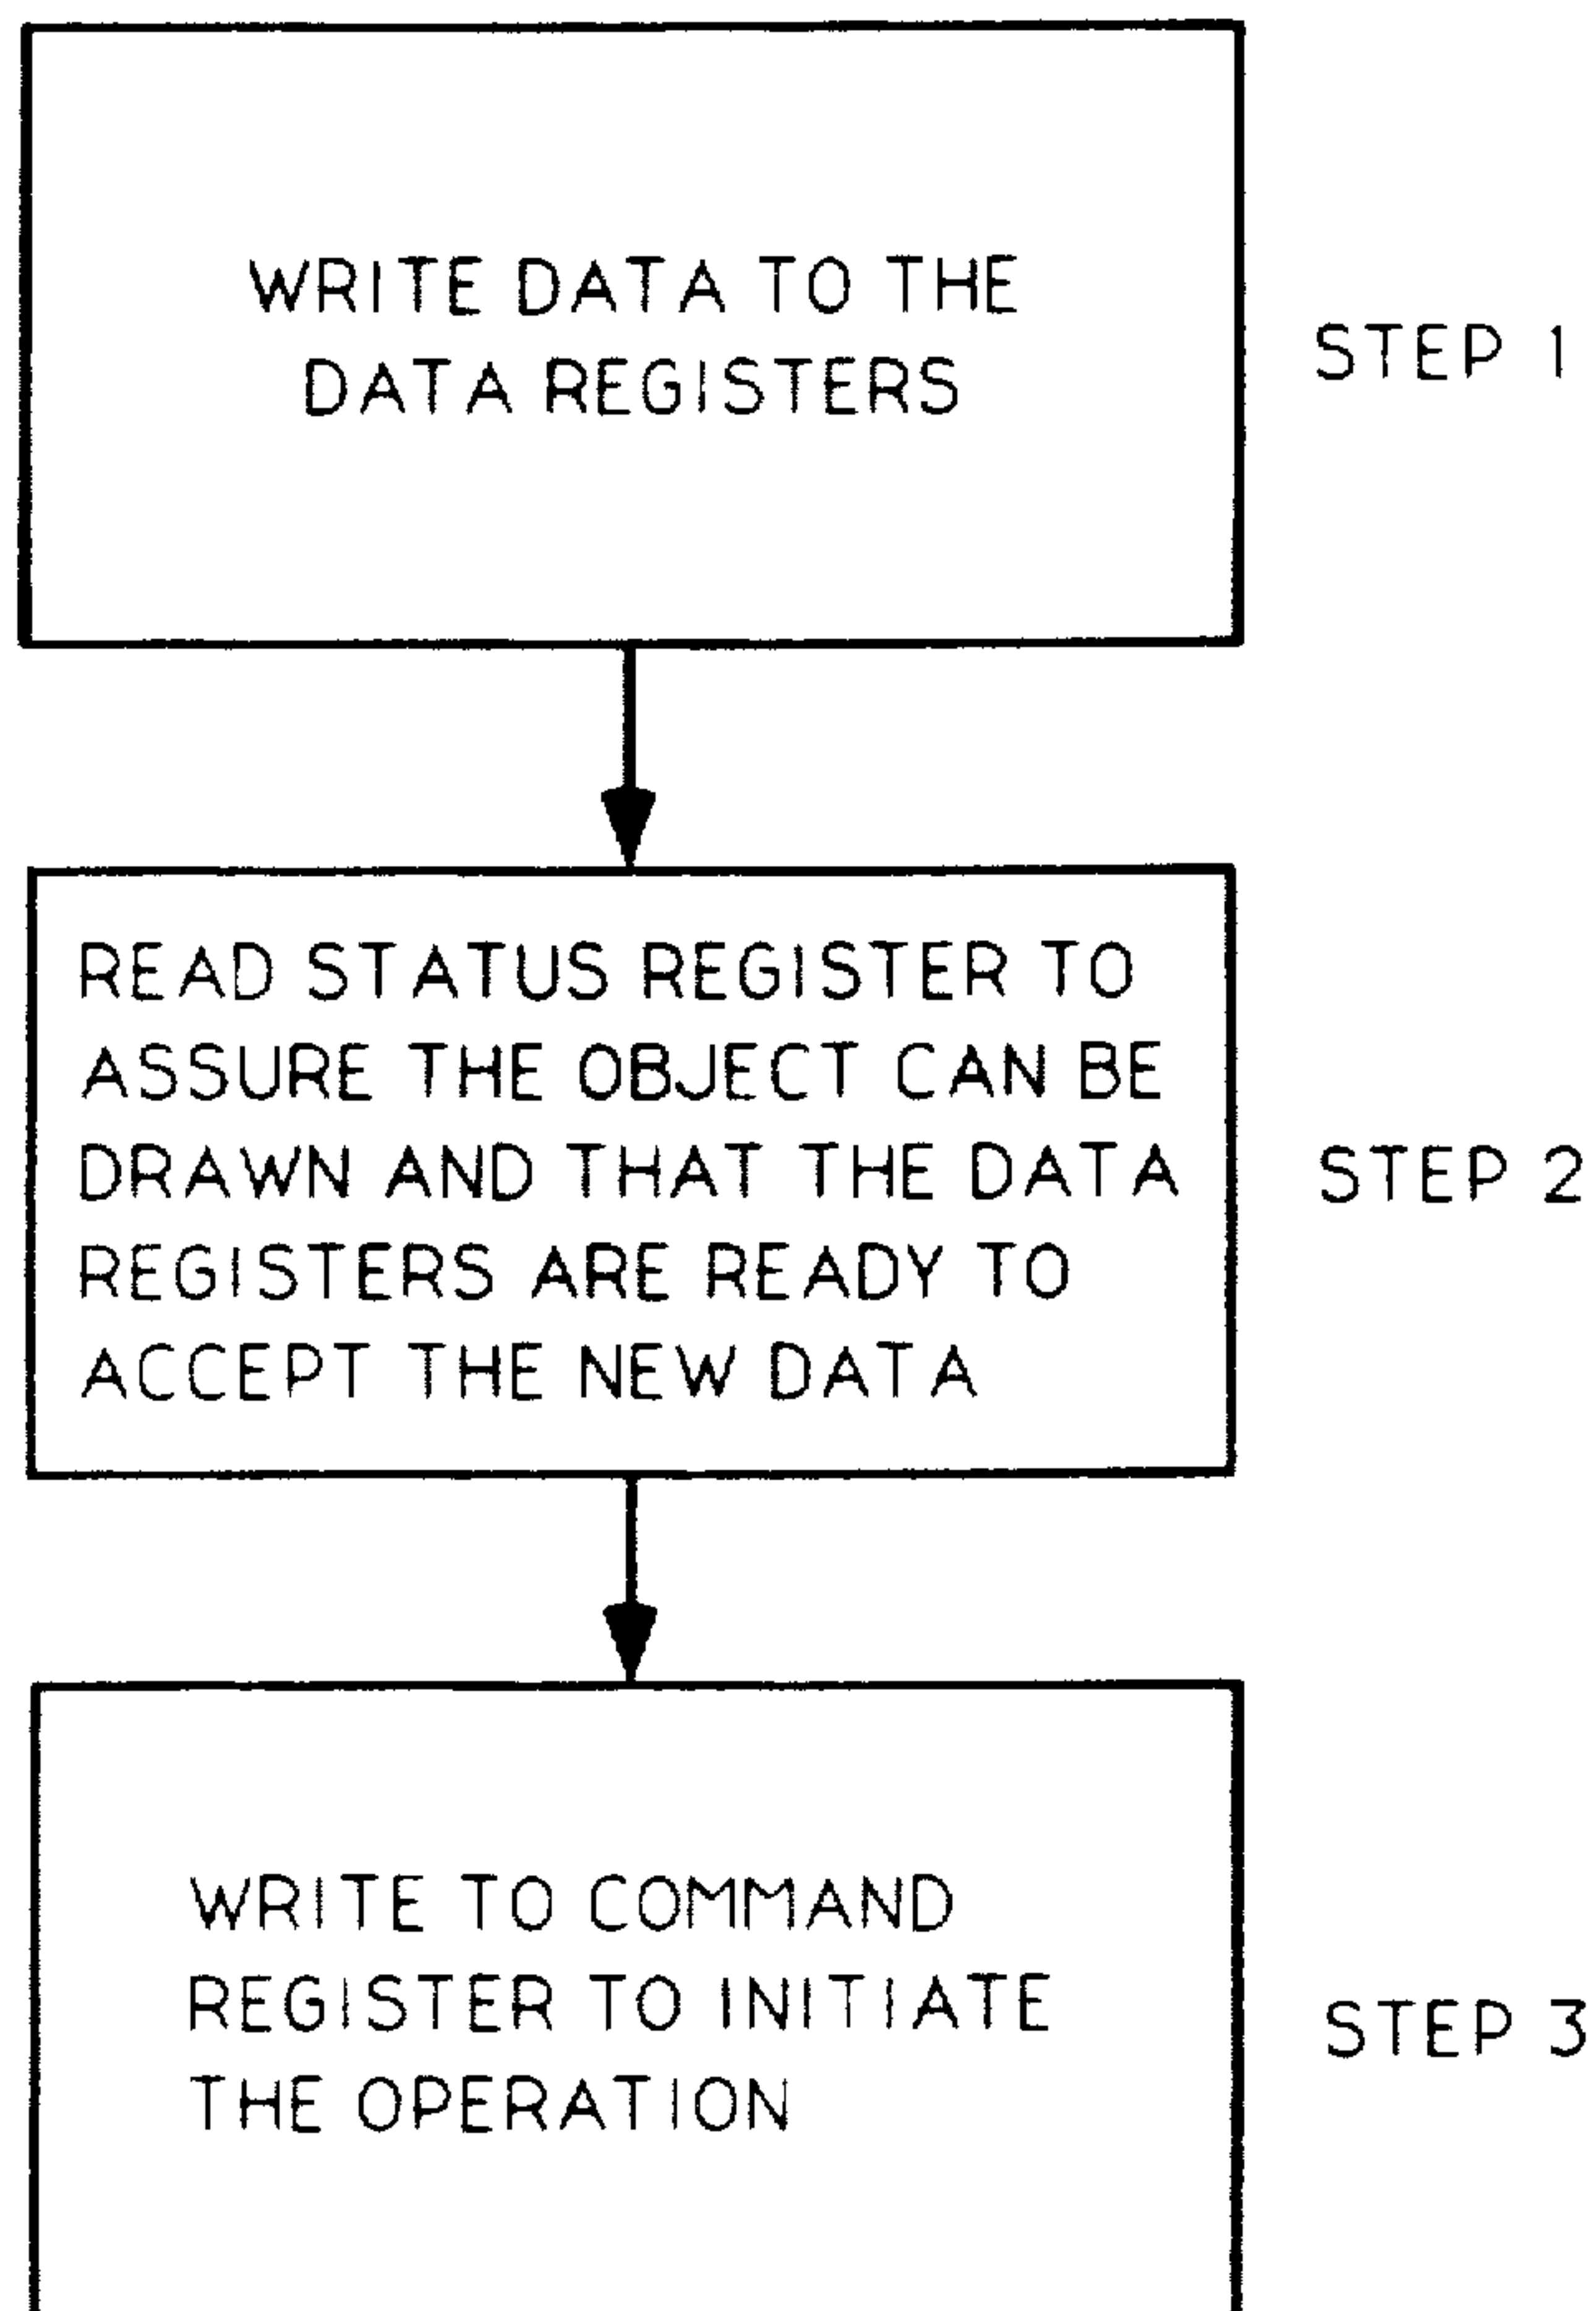 WRITE DATA TO THE
DATA REGISTERS
STEP 1
READ STATUS REGISTER TO
ASSURE THE OBJECT CAN BE
DRAWN AND THAT THE DATA
REGISTERS ARE READY TO
ACCEPT THE NEW DATA
STEP 2
WRITE TO COMMAND
REGISTER TO INITIATE
THE OPERATION
STEP 3